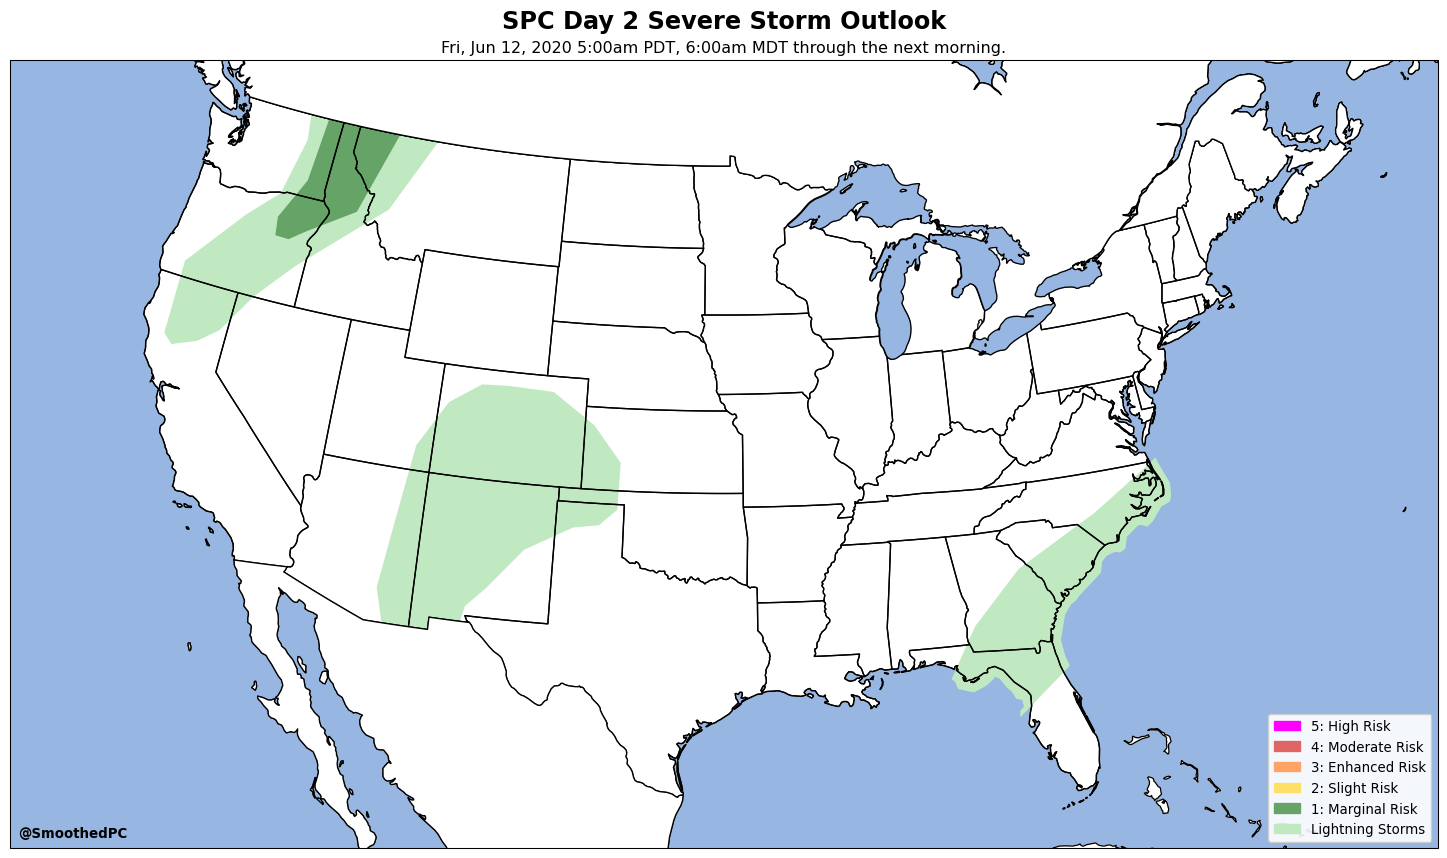 SPC Day 2 Severe Storm Outlook
Fri, Jun 12, 2020 5:00am PDT, 6:00am MDT through the next morning.
5: High Risk
4: Moderate Risk
3: Enhanced Risk
2: Slight Risk
1: Marginal Risk
Lightning Storms
@SmoothedPC